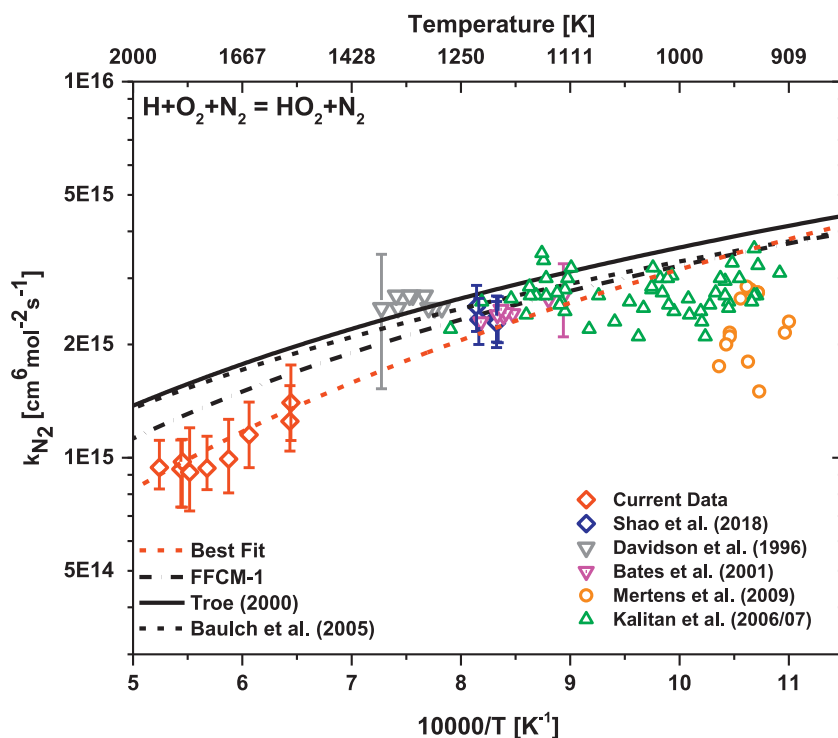 Temperature [K]
2000 1667 1428 1250 1111 1000 909
H+O₂+N₂ = HO₂+N₂
1E16
5E15
2E15
1E15
5E14
k_N₂ [cm⁶mol⁻²s⁻¹]
Best Fit
FFCM-1
Troe (2000)
Baulch et al. (2005)
Current Data
Shao et al. (2018)
Davidson et al. (1996)
Bates et al. (2001)
Mertens et al. (2009)
Kalitan et al. (2006/07)
5 6 7 8 9 10 11
10000/T [K⁻¹]